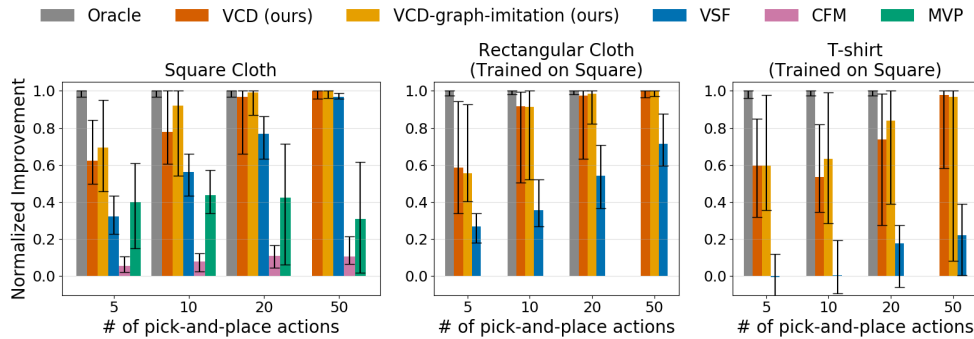 Oracle VCD (ours) VCD-graph-imitation (ours) VSF CFM MVP
Square Cloth
Rectangular Cloth
(Trained on Square)
T-shirt
(Trained on Square)
Normalized Improvement
1.0
0.8
0.6
0.4
0.2
0.0
5 10 20 50
# of pick-and-place actions
1.0
0.8
0.6
0.4
0.2
0.0
5 10 20 50
# of pick-and-place actions
1.0
0.8
0.6
0.4
0.2
0.0
5 10 20 50
# of pick-and-place actions